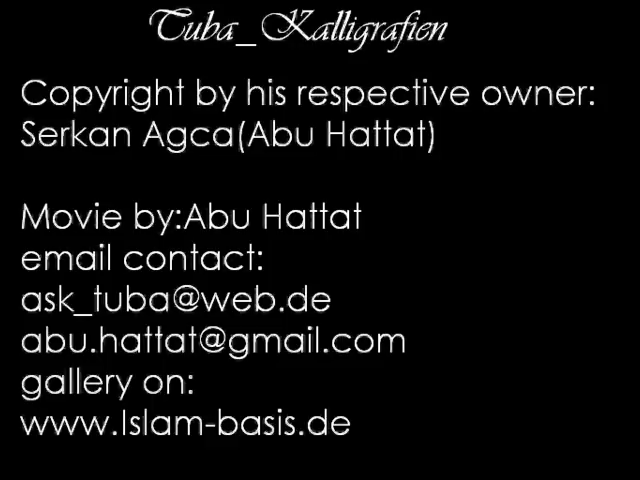 Tuba_Kalligrafien
Copyright by his respective owner:
Serkan Agca(Abu Hattat)
Movie by:Abu Hattat
email contact:
ask_tuba@web.de
abu.hattat@gmail.com
gallery on:
www.Islam-basis.de